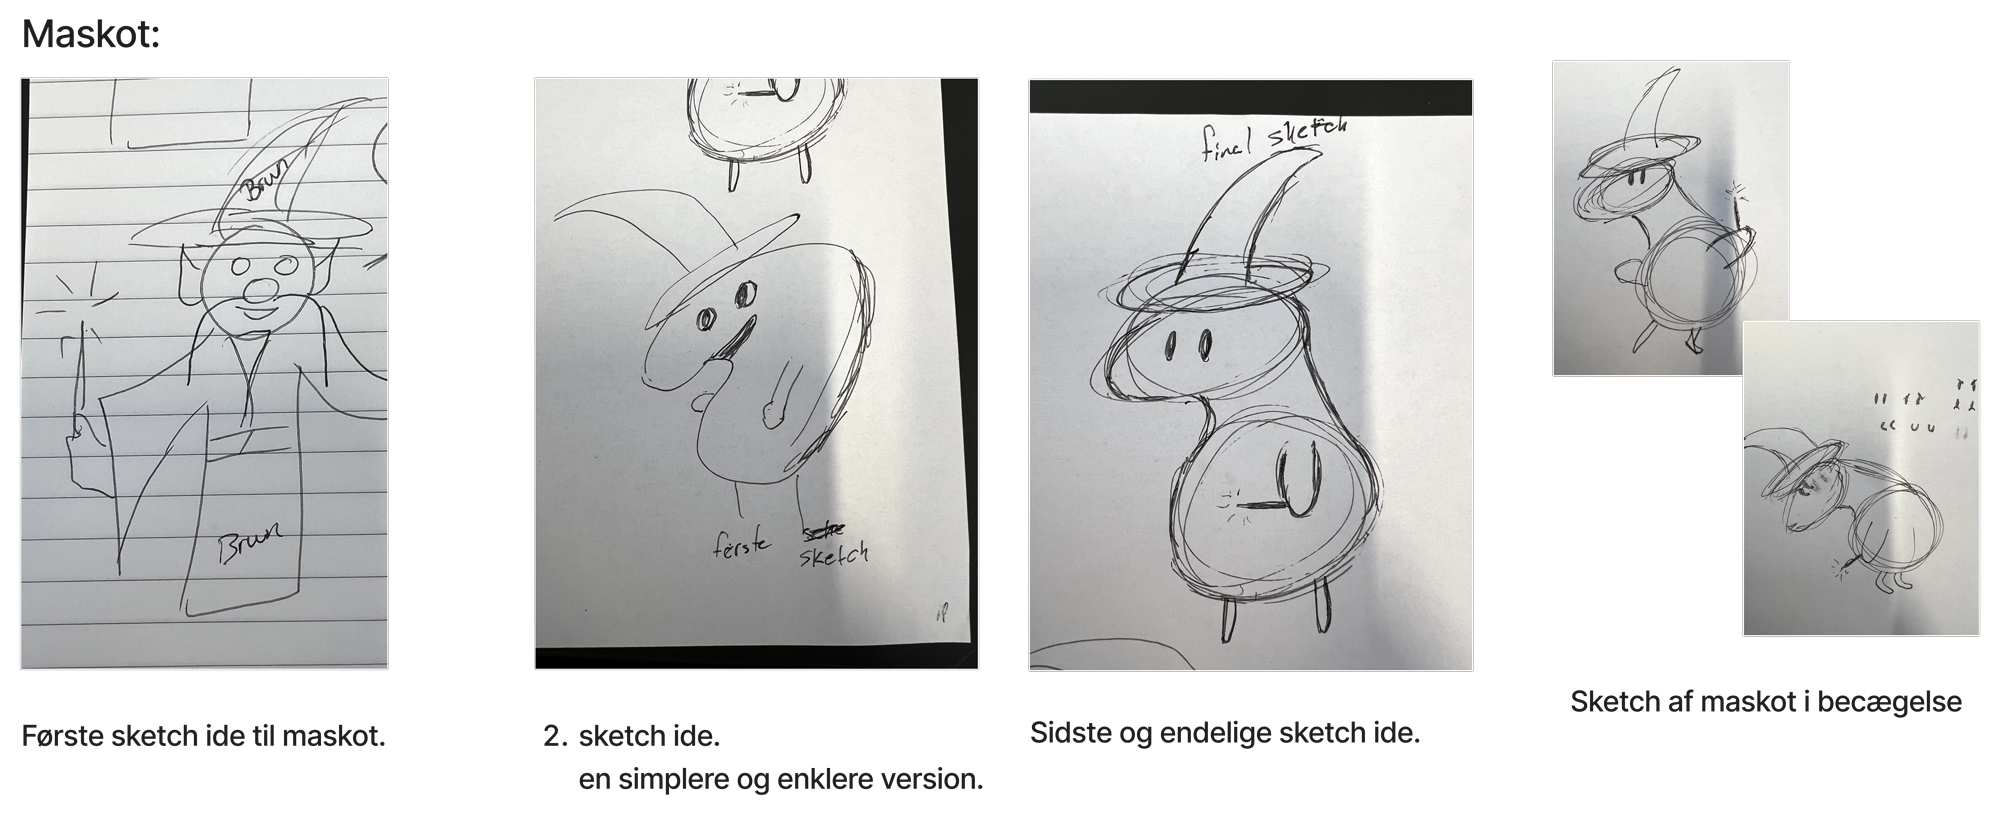 Maskot:
Brun
Brun
Første sketch ide til maskot.
første
sketch
2. sketch ide.
en simplere og enklere version.
final sketch
Sidste og endelige sketch ide.
Sketch af maskot i becægelse